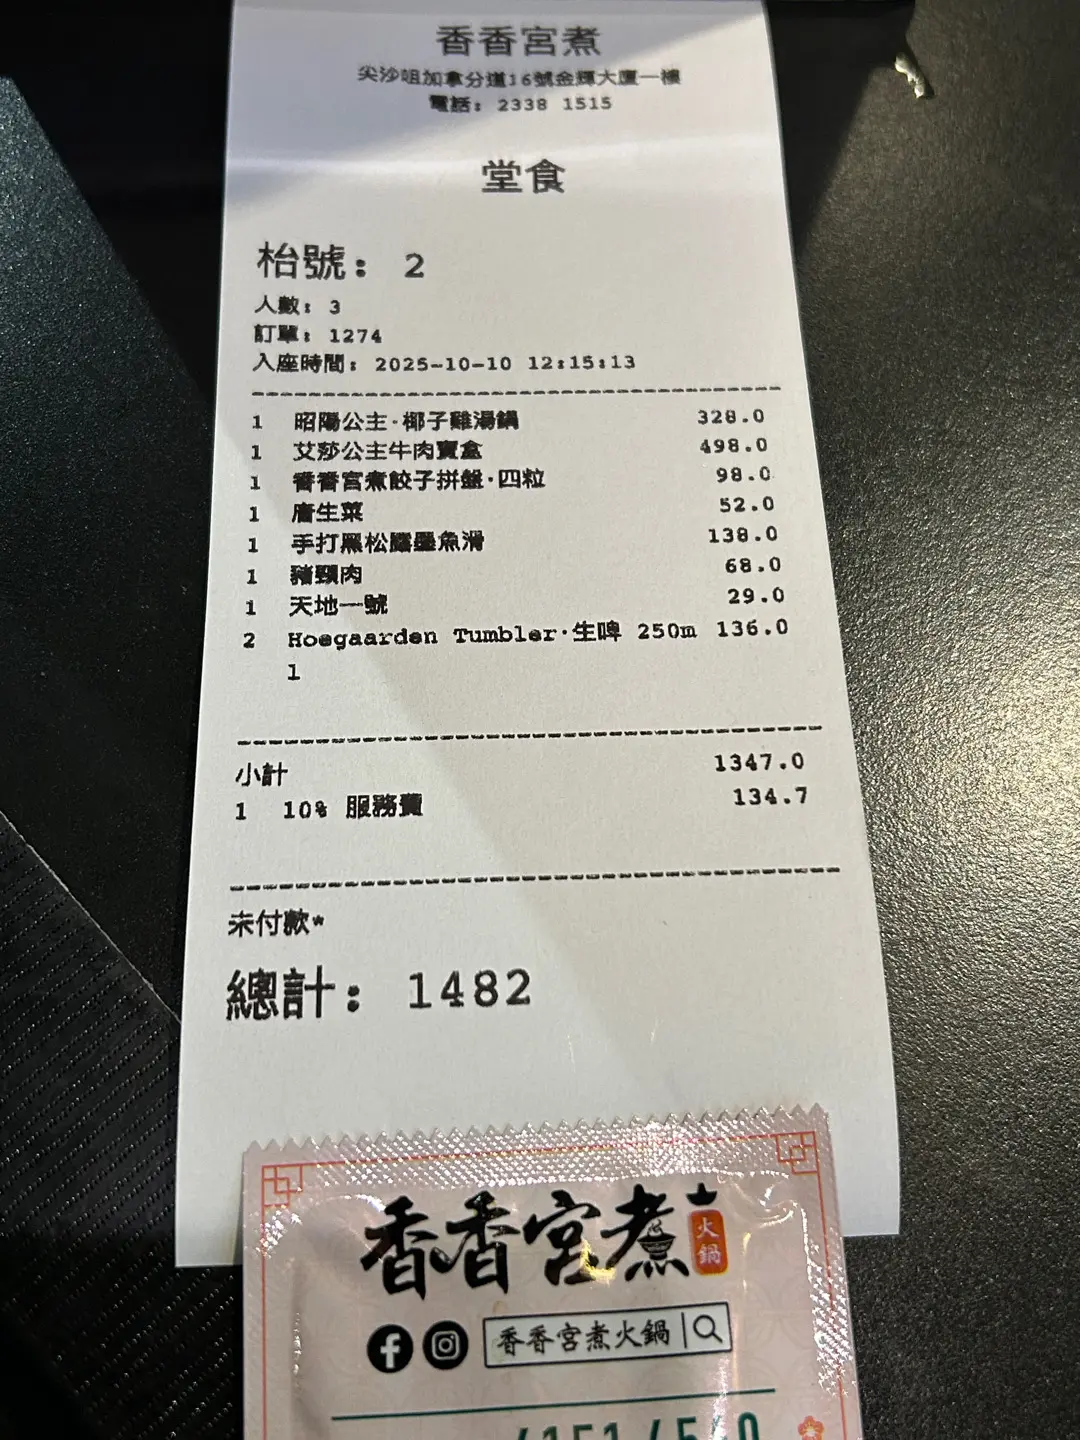 香香宮煮
尖沙咀加拿分道16號金輝大廈一樓
電話: 2338 1515
堂食
枱號: 2
人數: 3
訂單: 1274
入座時間: 2025-10-10 12:15:13
1 昭陽公主·椰子雞湯鍋 328.0
1 艾莎公主牛肉寶盒 498.0
1 香香宮煮餃子拼盤·四粒 98.0
1 唐生菜 52.0
1 手打黑松露墨魚滑 138.0
1 豬頸肉 68.0
1 天地一號 29.0
2 Hoegaarden Tumbler·生啤 250m 136.0
l
小計 1347.0
1 10% 服務費 134.7
未付款*
總計: 1482
香香宮煮
火鍋
香香宮煮火鍋